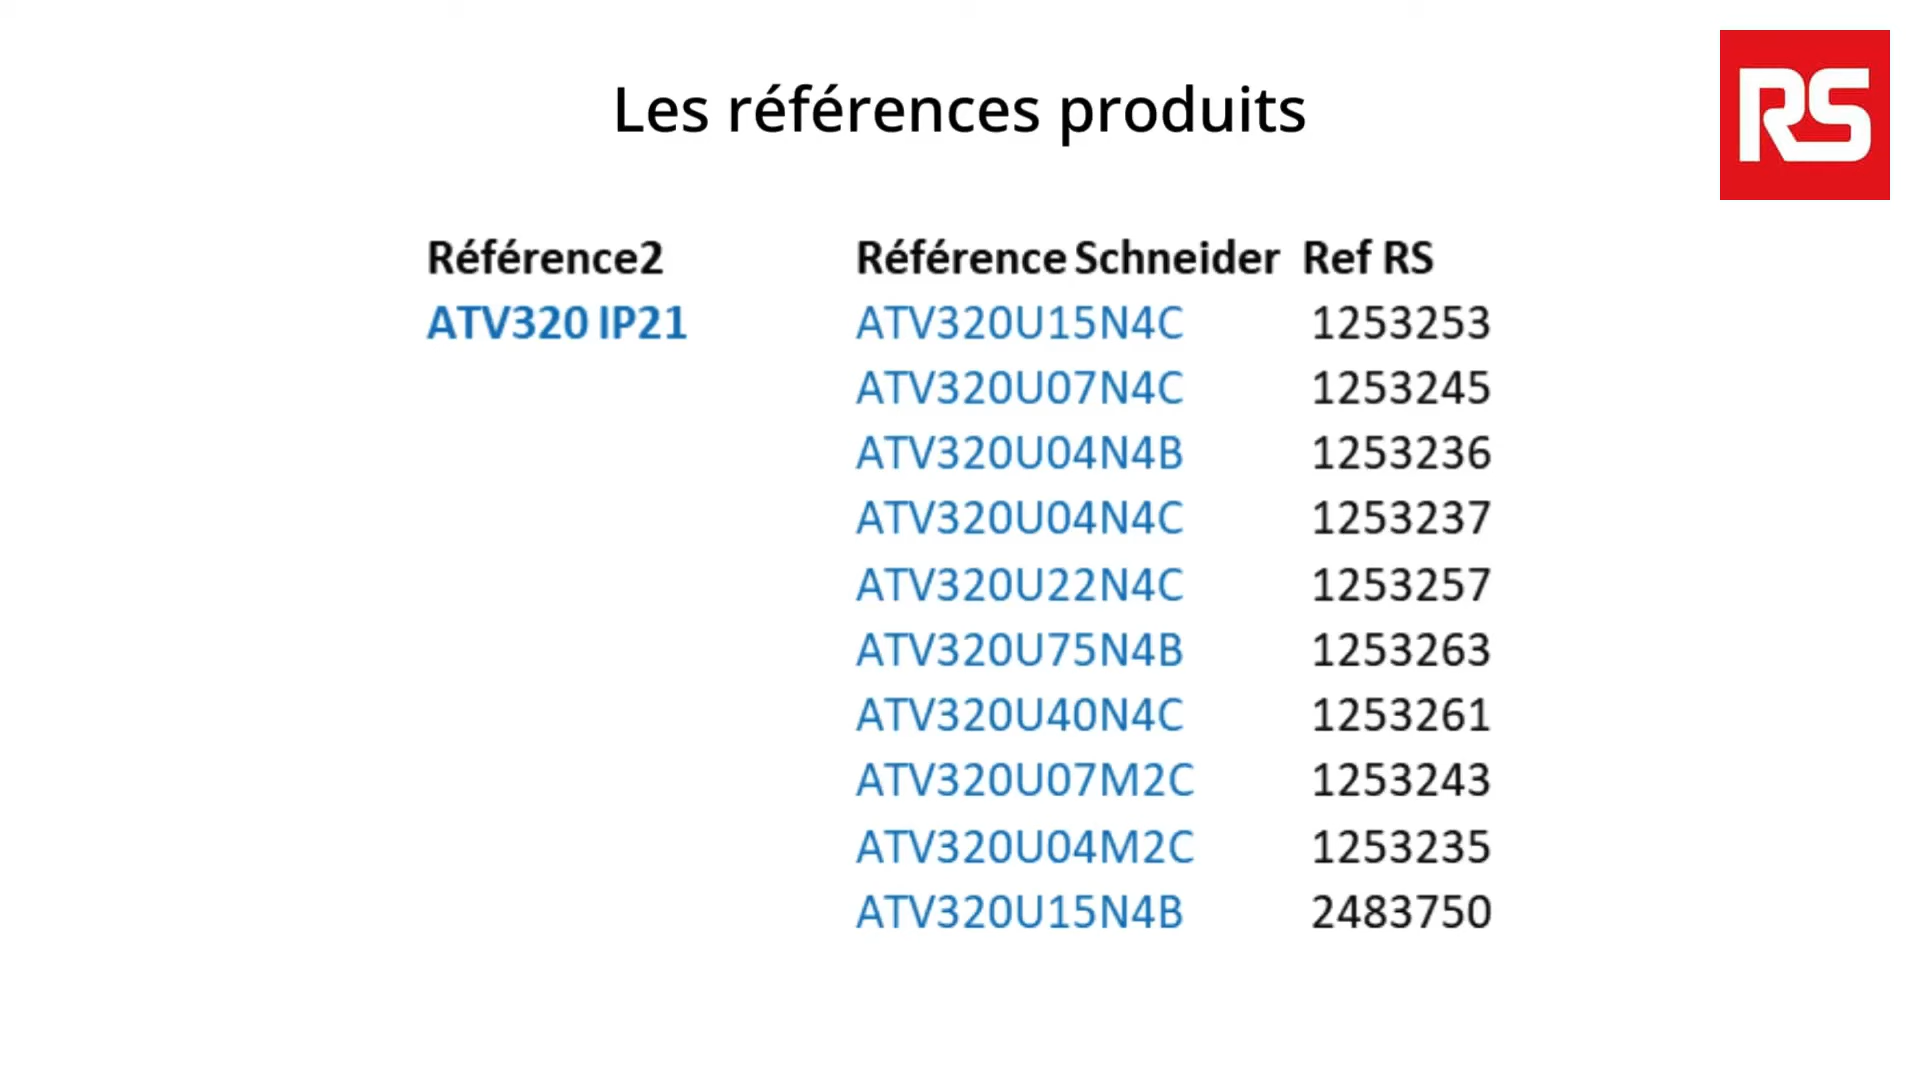 Les références produits
RS
Référence2 Référence Schneider Ref RS
ATV320 IP21 ATV320U15N4C 1253253
ATV320U07N4C 1253245
ATV320U04N4B 1253236
ATV320U04N4C 1253237
ATV320U22N4C 1253257
ATV320U75N4B 1253263
ATV320U40N4C 1253261
ATV320U07M2C 1253243
ATV320U04M2C 1253235
ATV320U15N4B 2483750